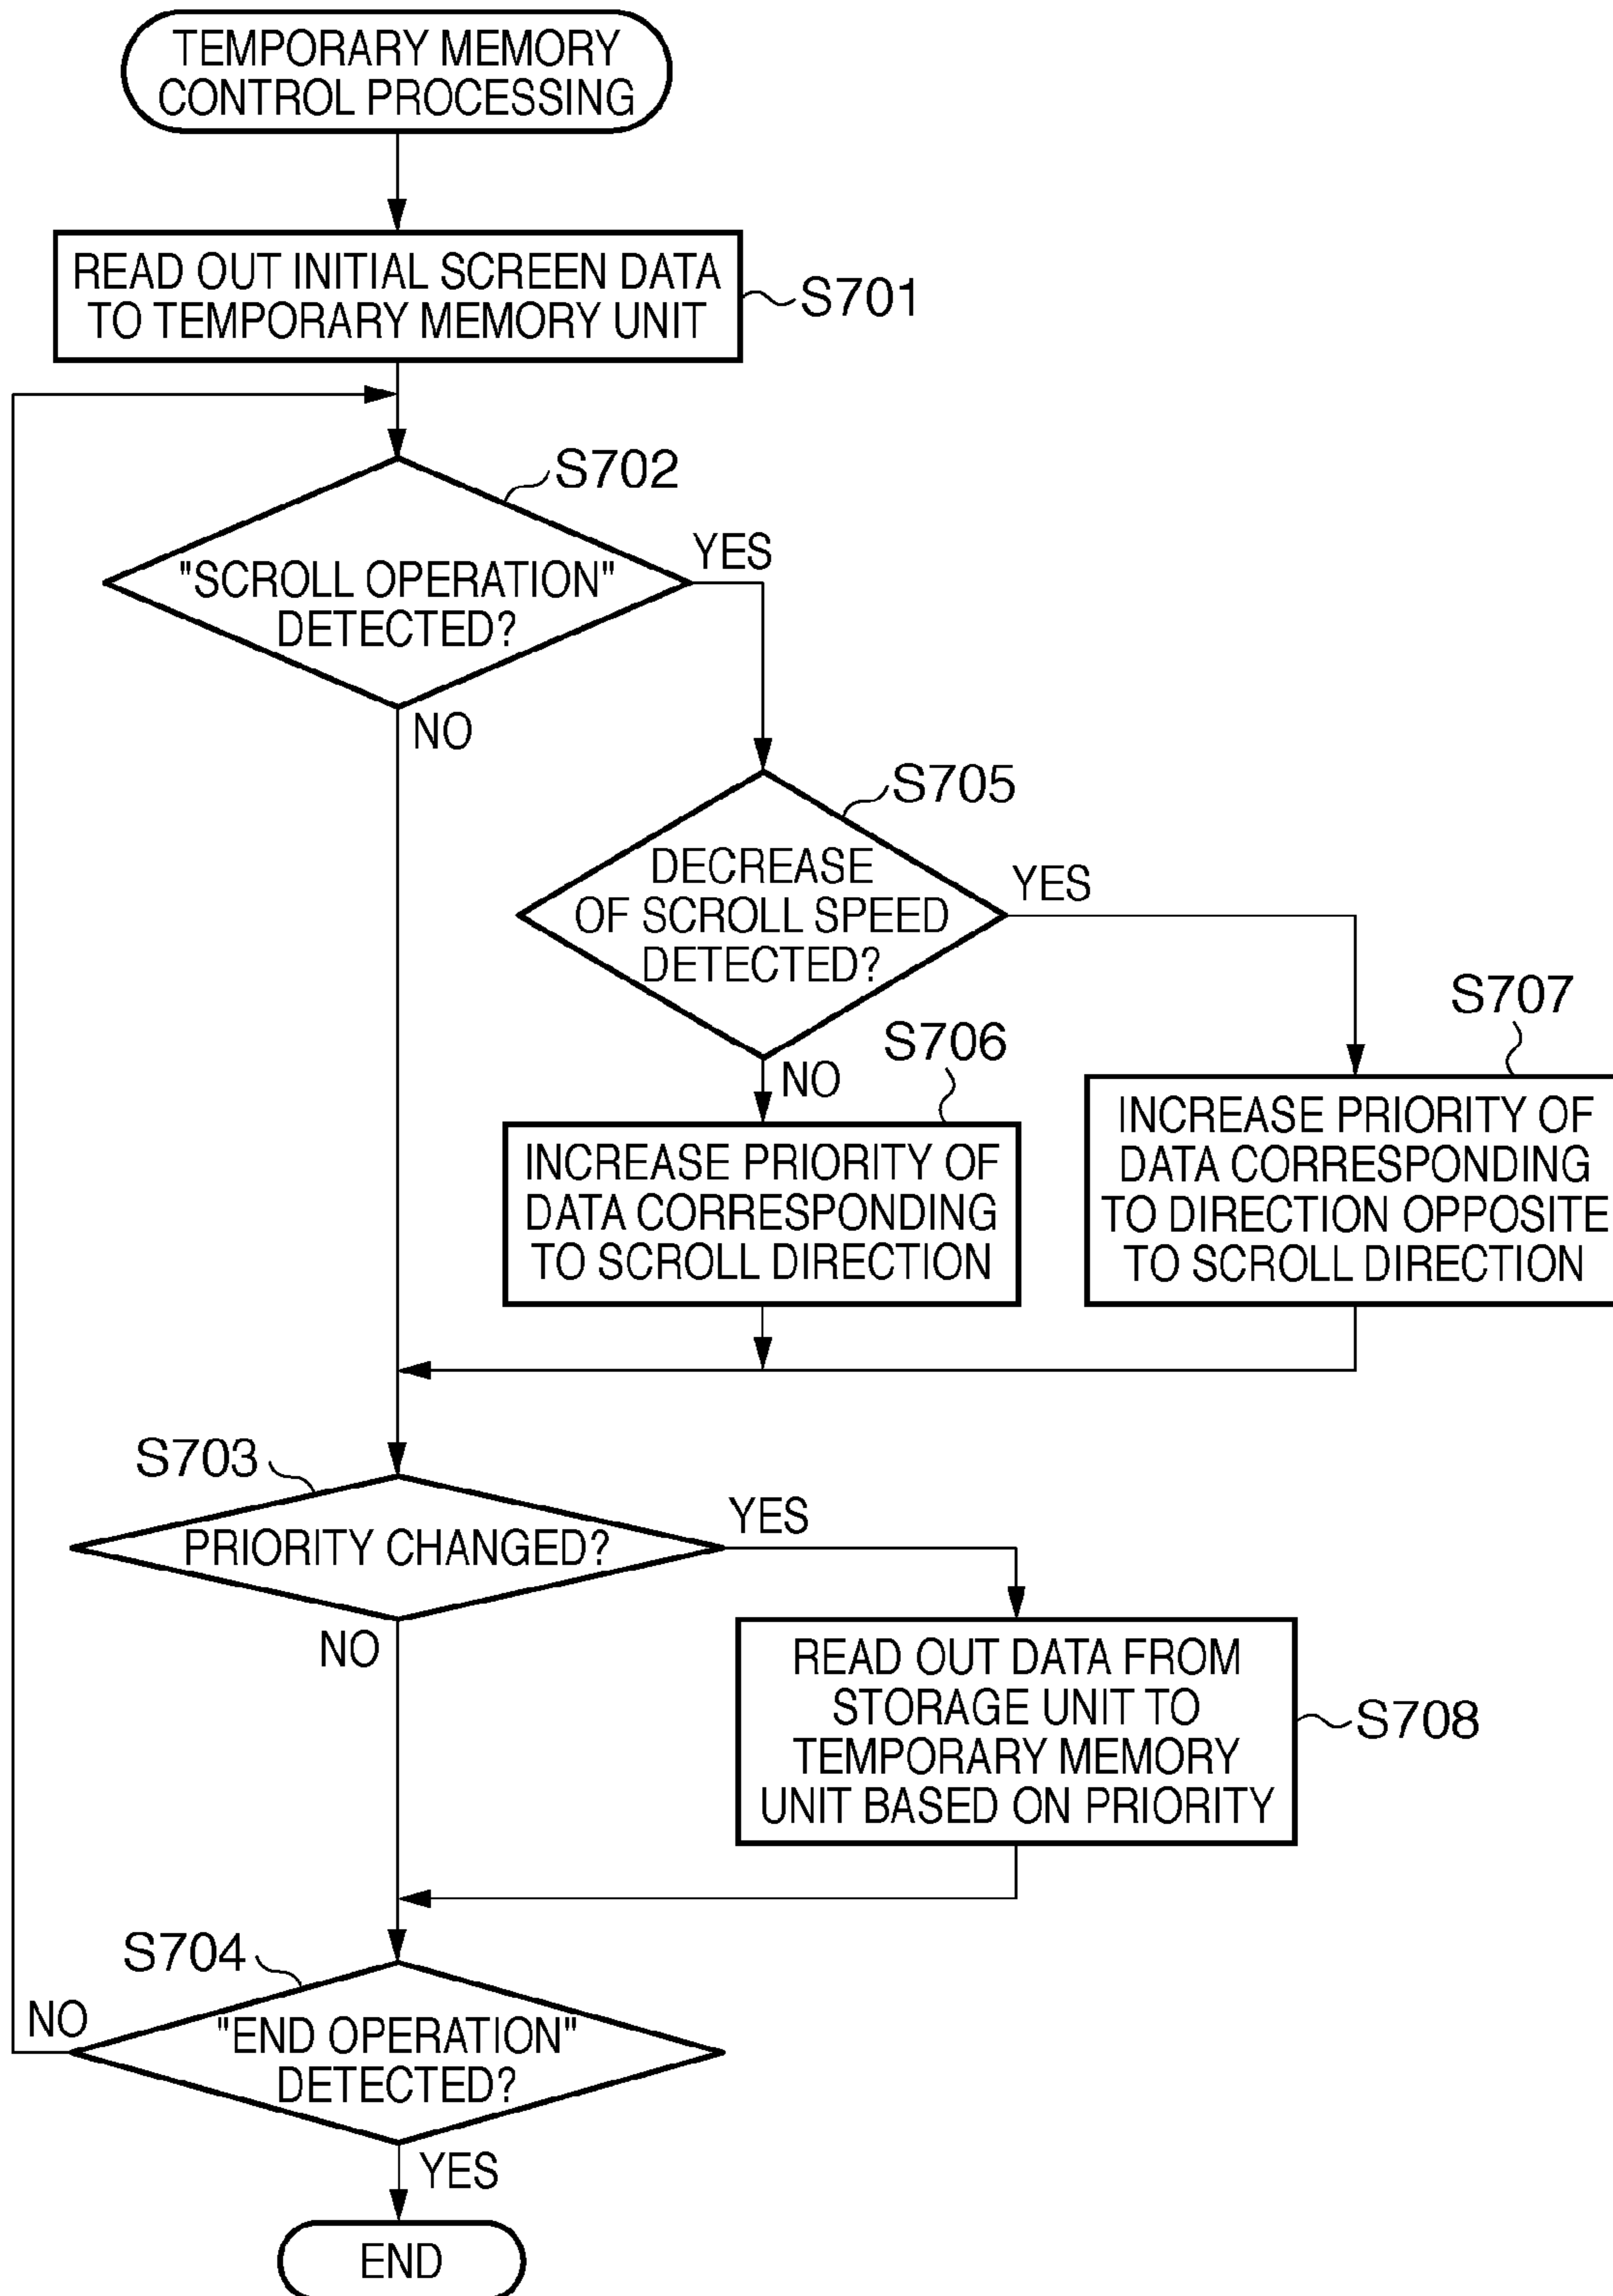 TEMPORARY MEMORY
CONTROL PROCESSING
READ OUT INITIAL SCREEN DATA
TO TEMPORARY MEMORY UNIT
S701
S702
"SCROLL OPERATION"
DETECTED?
YES
NO
S705
DECREASE
OF SCROLL SPEED
DETECTED?
YES
NO
S706
INCREASE PRIORITY OF
DATA CORRESPONDING
TO SCROLL DIRECTION
S707
INCREASE PRIORITY OF
DATA CORRESPONDING
TO DIRECTION OPPOSITE
TO SCROLL DIRECTION
S703
PRIORITY CHANGED?
YES
NO
READ OUT DATA FROM
STORAGE UNIT TO
TEMPORARY MEMORY
UNIT BASED ON PRIORITY
S708
S704
NO
"END OPERATION"
DETECTED?
YES
END